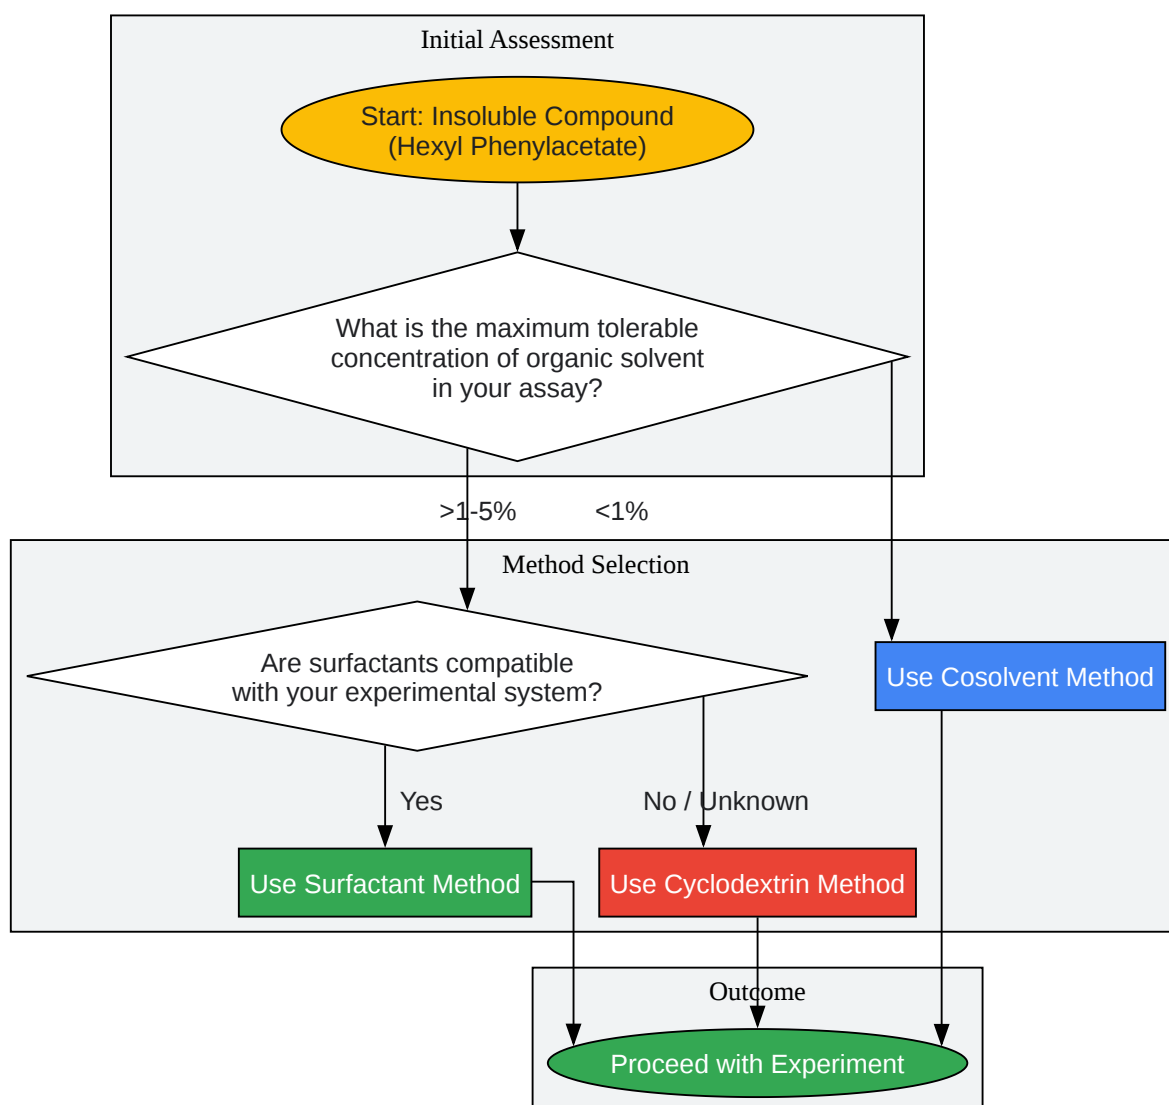 Initial Assessment
Start: Insoluble Compound
(Hexyl Phenylacetate)
What is the maximum tolerable
concentration of organic solvent
in your assay?
>1-5%
<1%
Method Selection
Are surfactants compatible
with your experimental system?
Use Cosolvent Method
Yes
No / Unknown
Use Surfactant Method
Use Cyclodextrin Method
Outcome
Proceed with Experiment